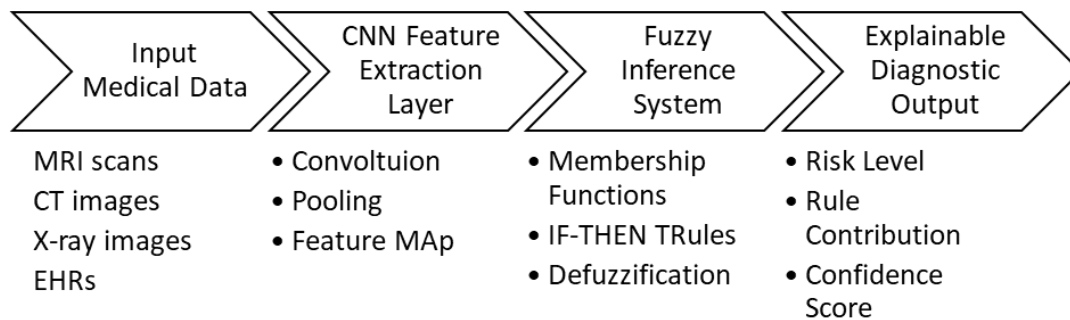 Input
Medical Data
CNN Feature
Extraction
Layer
Fuzzy
Inference
System
Explainable
Diagnostic
Output
MRI scans
CT images
X-ray images
EHRs
• Convoltuion
• Pooling
• Feature MAp
• Membership
Functions
• IF-THEN TRules
• Defuzzification
• Risk Level
• Rule
Contribution
• Confidence
Score